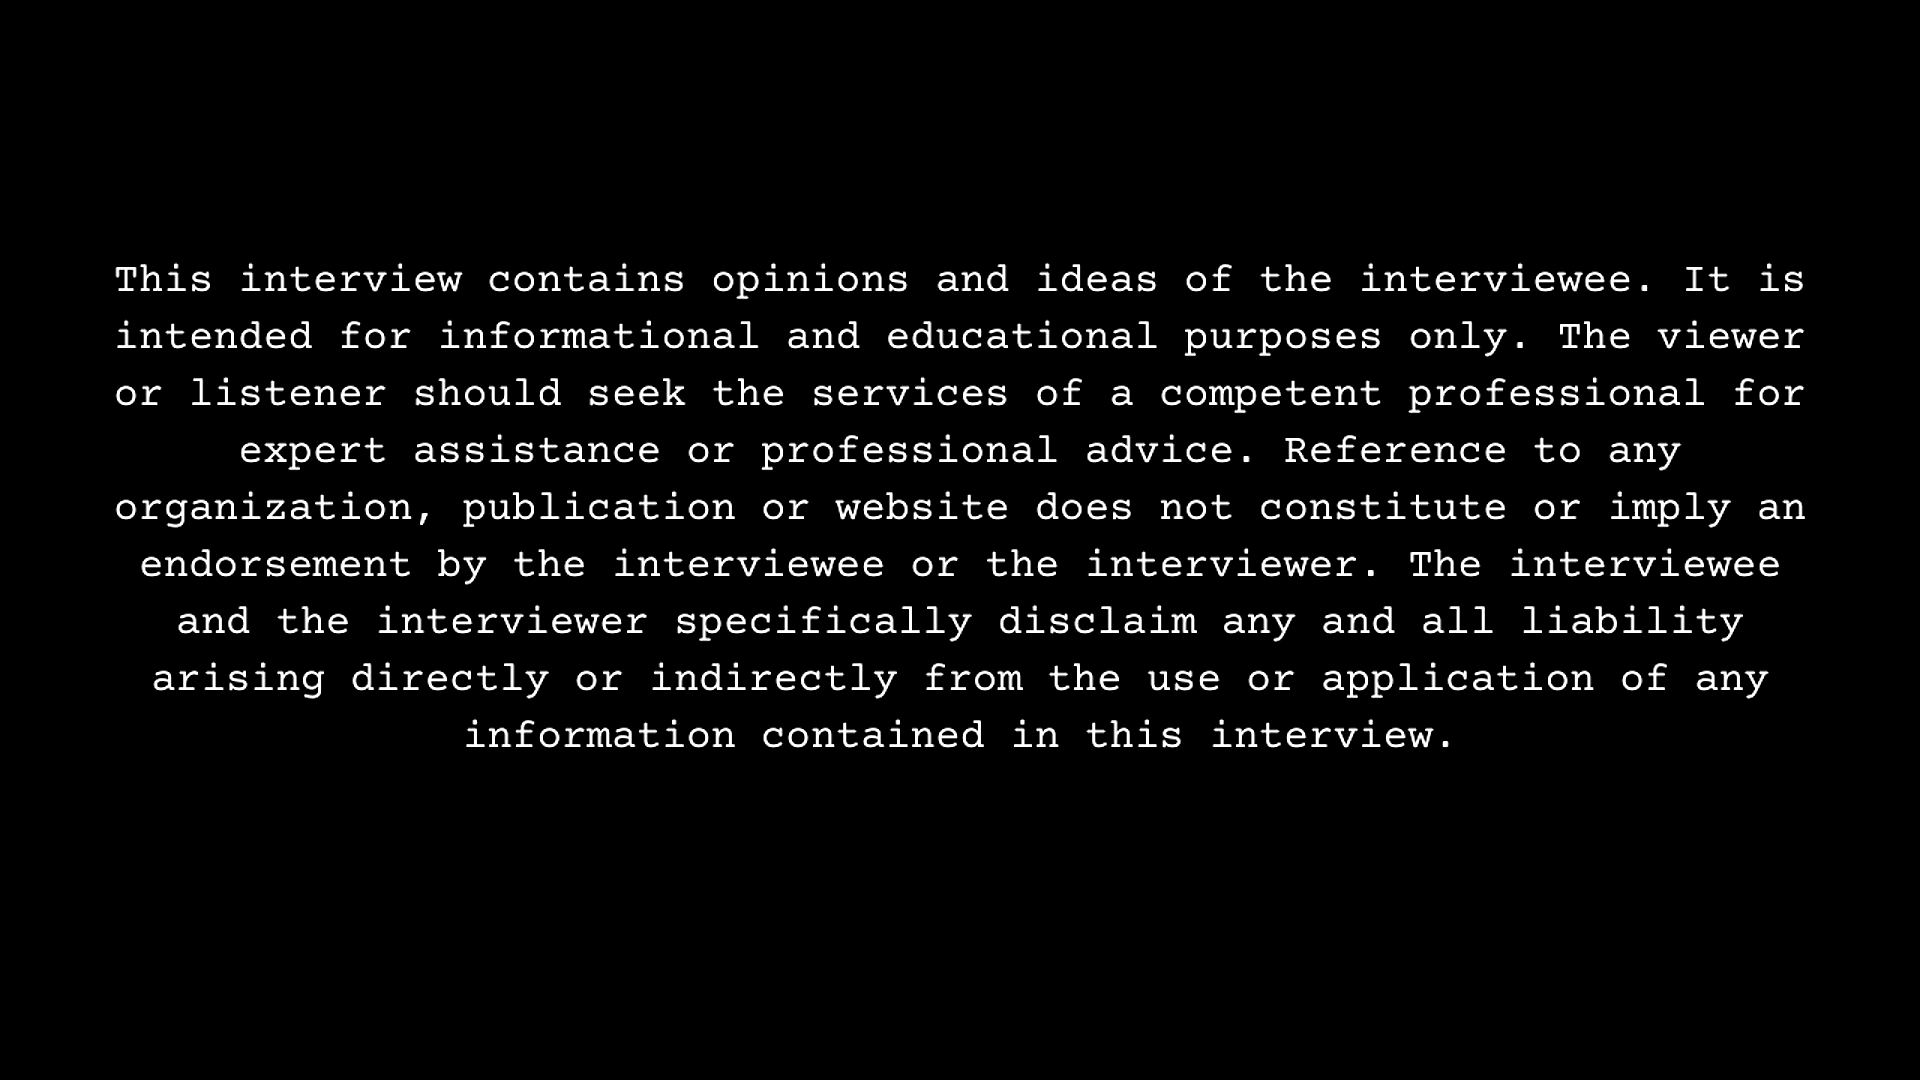 This interview contains opinions and ideas of the interviewee. It is
intended for informational and educational purposes only. The viewer
or listener should seek the services of a competent professional for
expert assistance or professional advice. Reference to any
organization, publication or website does not constitute or imply an
endorsement by the interviewee or the interviewer. The interviewee
and the interviewer specifically disclaim any and all liability
arising directly or indirectly from the use or application of any
information contained in this interview.